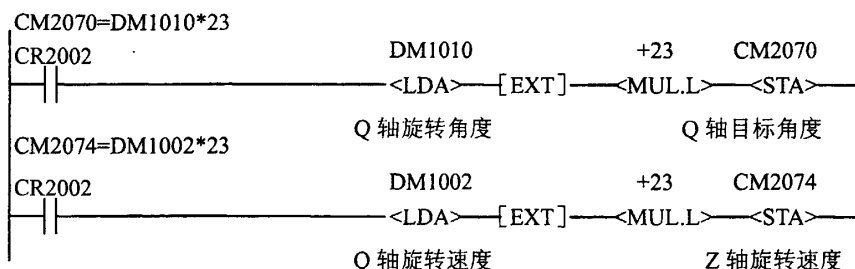 CM2070=DM1010*23
CR2002 DM1010 +23 CM2070
<LDA> [EXT] <MUL.L> <STA>
Q 轴旋转角度 Q 轴目标角度
CM2074=DM1002*23
CR2002 DM1002 +23 CM2074
<LDA> [EXT] <MUL.L> <STA>
Q 轴旋转速度 Z 轴旋转速度